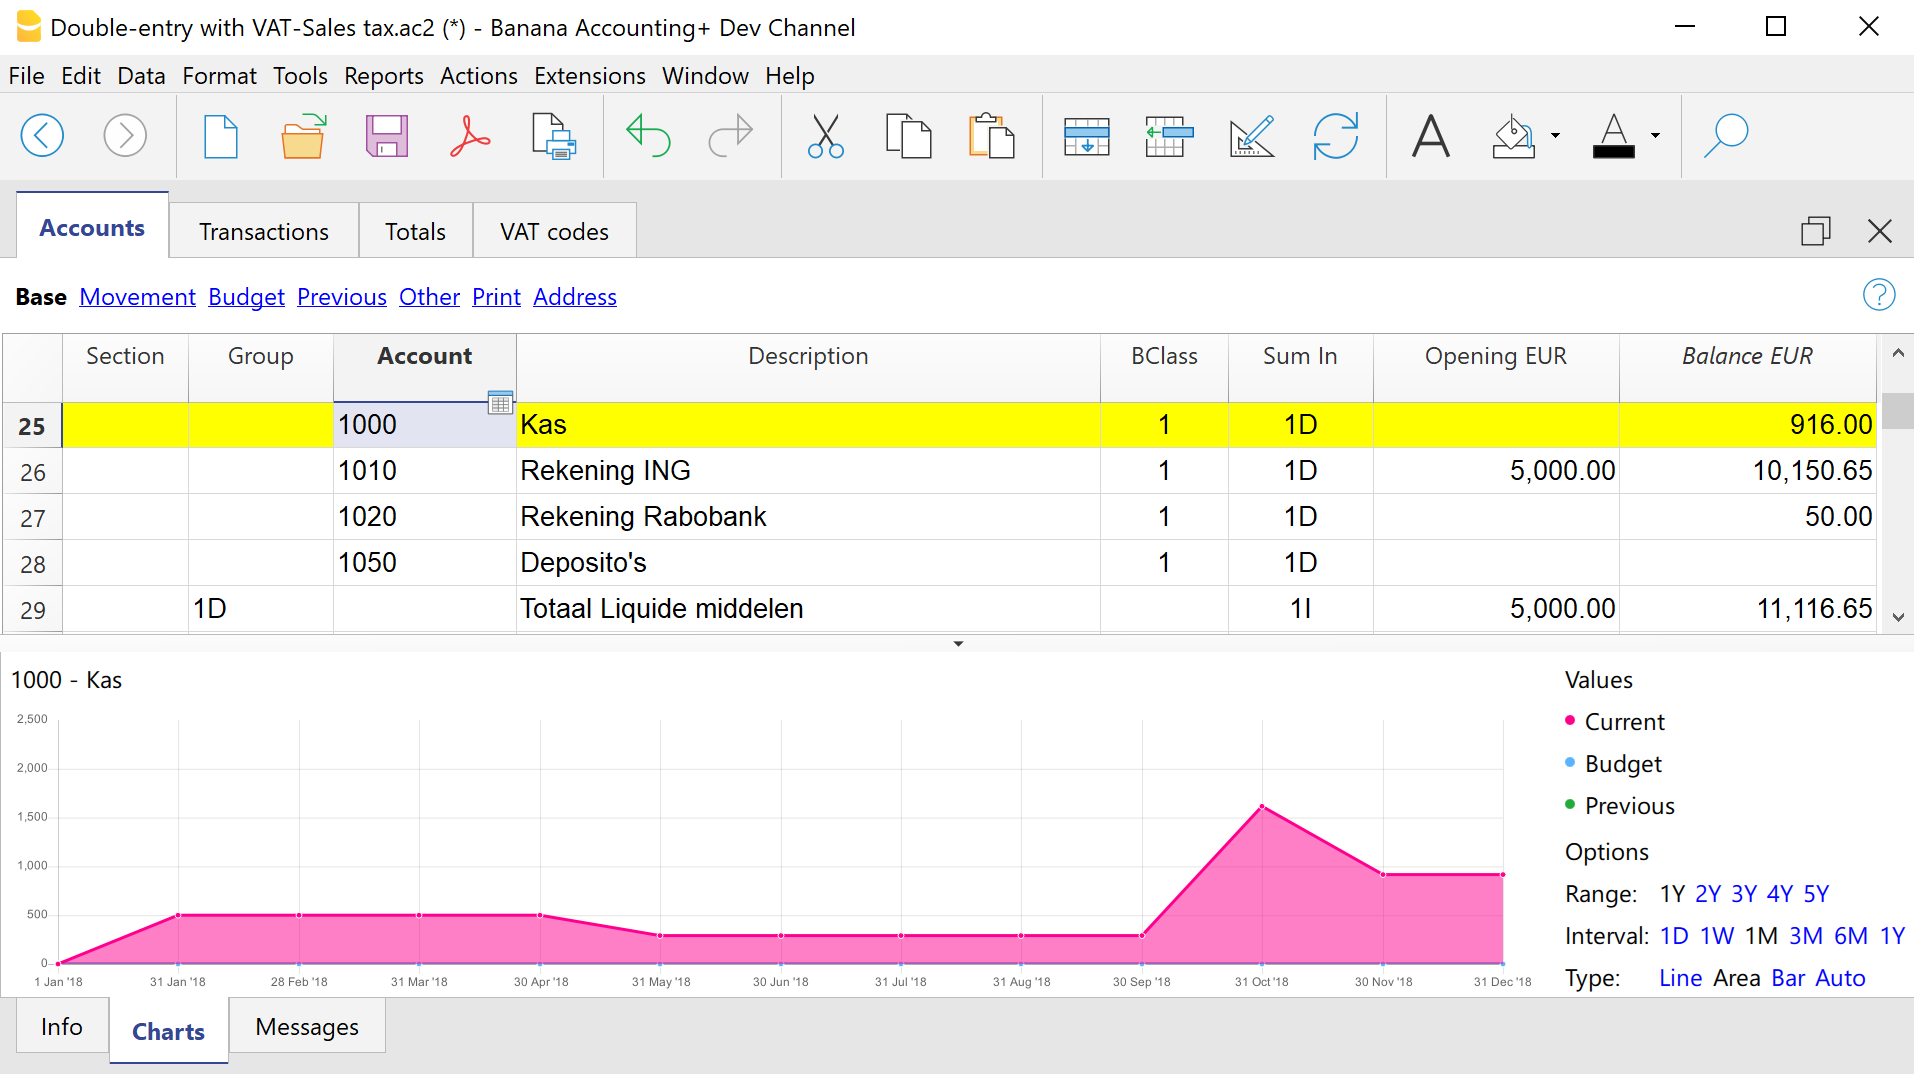 Double-entry with VAT-Sales tax.ac2 (*) - Banana Accounting+ Dev Channel
File Edit Data Format Tools Reports Actions Extensions Window Help
Accounts Transactions Totals VAT codes
Base Movement Budget Previous Other Print Address
Section Group Account Description BClass Sum In Opening EUR Balance EUR
25 1000 Kas 1 1D 916.00
26 1010 Rekening ING 1 1D 5,000.00 10,150.65
27 1020 Rekening Rabobank 1 1D 50.00
28 1050 Deposito's 1 1D
29 1D Totaal Liquide middelen 1I 5,000.00 11,116.65
1000 - Kas
2,500
2,000
1,500
1,000
500
0
1 Jan '18 31 Jan '18 28 Feb '18 31 Mar '18 30 Apr '18 31 May '18 30 Jun '18 31 Jul '18 31 Aug '18 30 Sep '18 31 Oct '18 30 Nov '18 31 Dec '18
Values
Current
Budget
Previous
Options
Range: 1Y 2Y 3Y 4Y 5Y
Interval: 1D 1W 1M 3M 6M 1Y
Type: Line Area Bar Auto
Info Charts Messages